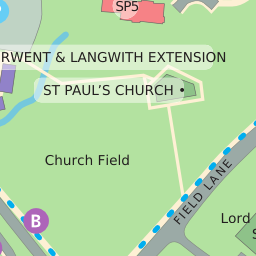 SP5
RWENT & LANGWITH EXTENSION
ST PAUL'S CHURCH •
Church Field
FIELD LANE
B
Lord